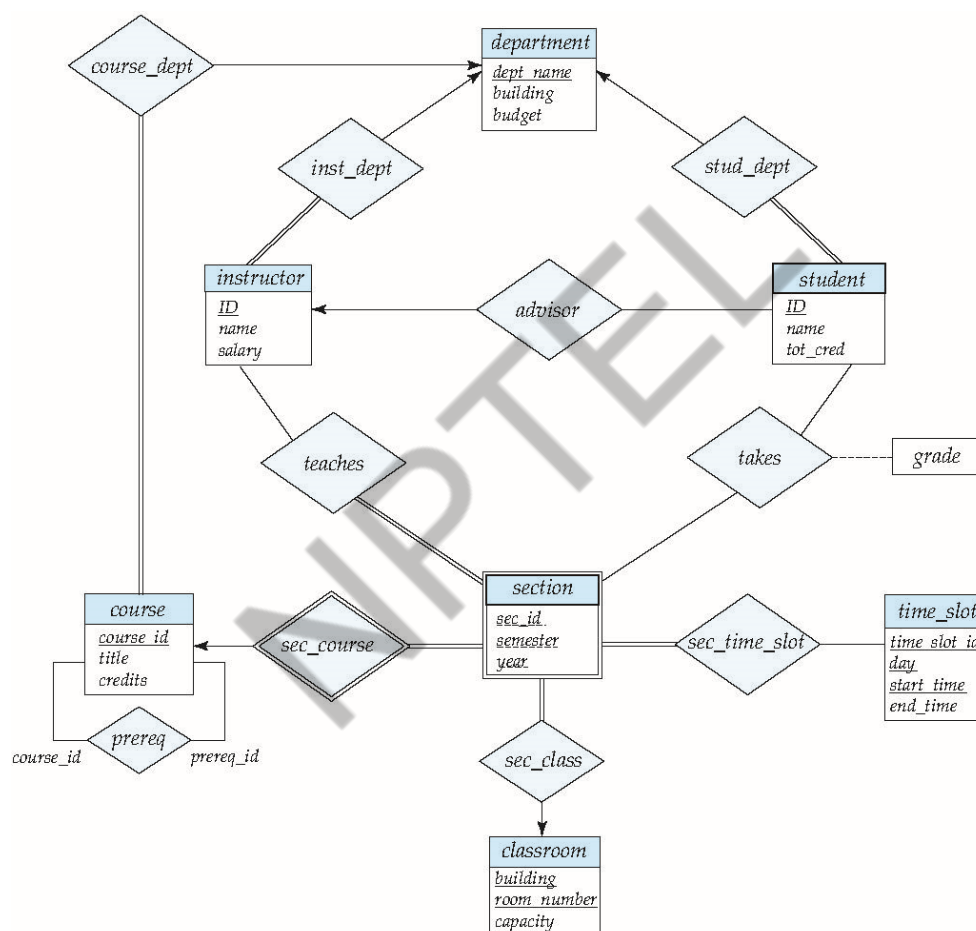 department
dept_name
building
budget
course_dept
inst_dept
stud_dept
instructor
ID
name
salary
advisor
student
ID
name
tot_cred
teaches
takes
grade
course
course_id
title
credits
sec_course
section
sec_id
semester
year
sec_time_slot
time_slot
time_slot_id
day
start_time
end_time
prereq
course_id
prereq_id
sec_class
classroom
building
room_number
capacity
NPTEL